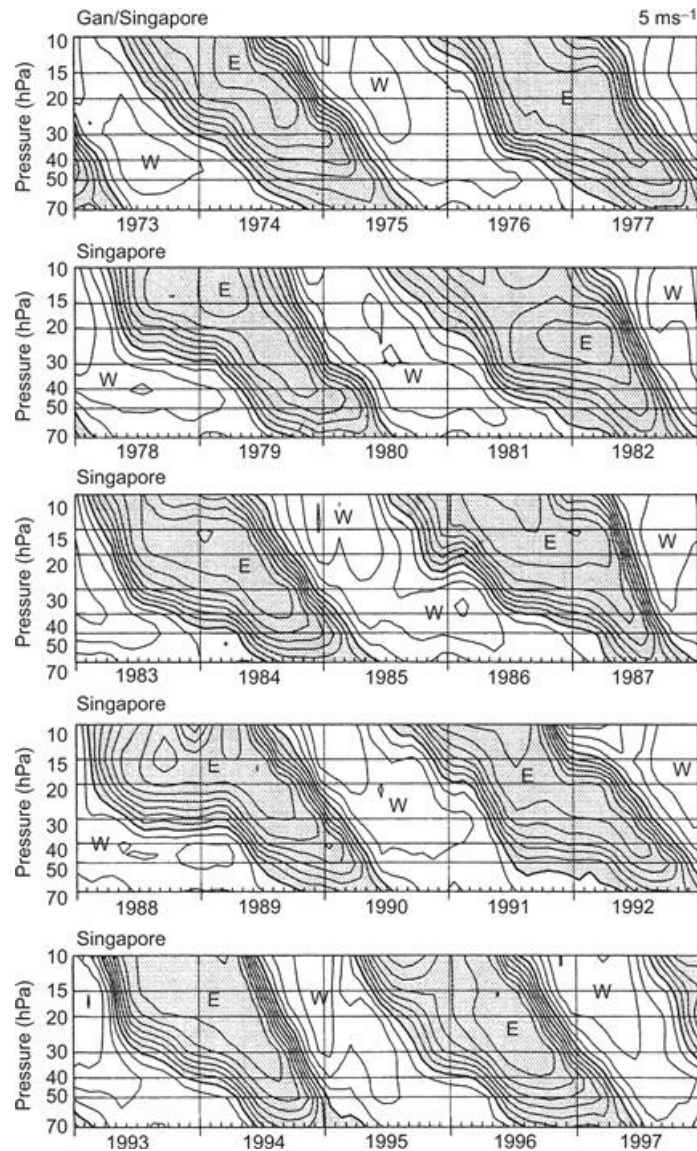 Gan/Singapore 5 ms⁻¹
Pressure (hPa)
10
15
20
30
40
50
70
E
W
W
E
1973 1974 1975 1976 1977
Singapore
Pressure (hPa)
10
15
20
30
40
50
70
E
W
W
W
E
1978 1979 1980 1981 1982
Singapore
Pressure (hPa)
10
15
20
30
40
50
70
W
E
E
W
W
1983 1984 1985 1986 1987
Singapore
Pressure (hPa)
10
15
20
30
40
50
70
E
W
E
W
W
1988 1989 1990 1991 1992
Singapore
Pressure (hPa)
10
15
20
30
40
50
70
E
W
W
E
1993 1994 1995 1996 1997